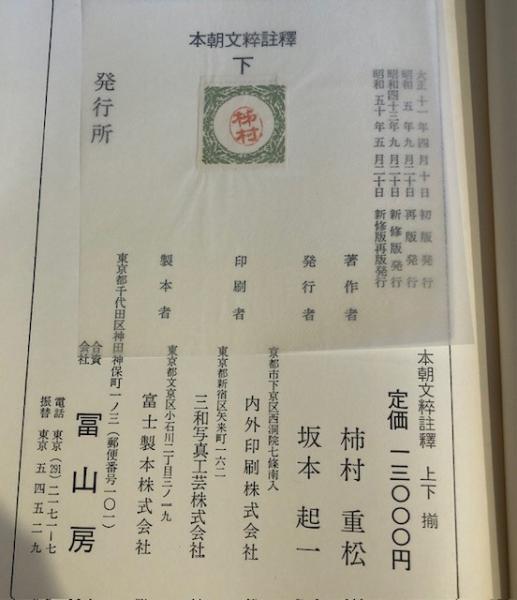 本朝文粹註釋
下
柿村
大正十一年四月十日 初版発行
昭和五年九月二十日 再版発行
昭和四十三年九月二十日 新修版発行
昭和五十年五月二十日 新修版再版発行
本朝文粹註釋 上下 揃
定価 一三〇〇〇円
著作者 柿村重松
発行者 坂本起一
京都市下京区西洞院七條南入
印刷者 内外印刷株式会社
東京都新宿区矢来町一六二
三和写真工芸株式会社
東京都文京区小石川二丁目三ノ一九
製本者 富士製本株式会社
発行所
東京都千代田区神田神保町一ノ三(郵便番号一〇一)
合資会社 冨山房
電話 東京(291)二一七一ー七
振替 東京 五四五二九